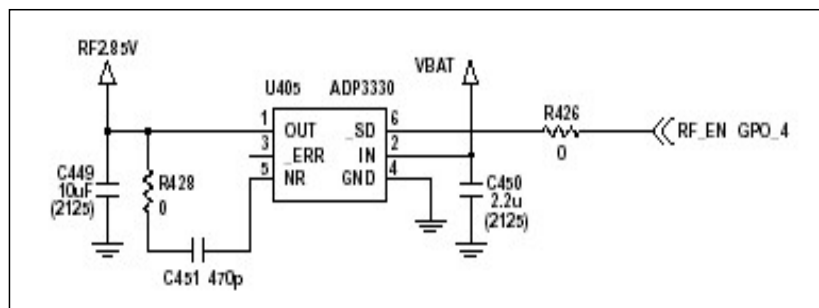 RF2.85V
VBAT
U405 ADP3330
R426
1 OUT _SD 6
RF_EN GPO_4
3 _ERR IN 2
0
5 NR GND 4
C449
10uF
(2125)
R428
0
C450
2.2u
(2125)
C451 470p